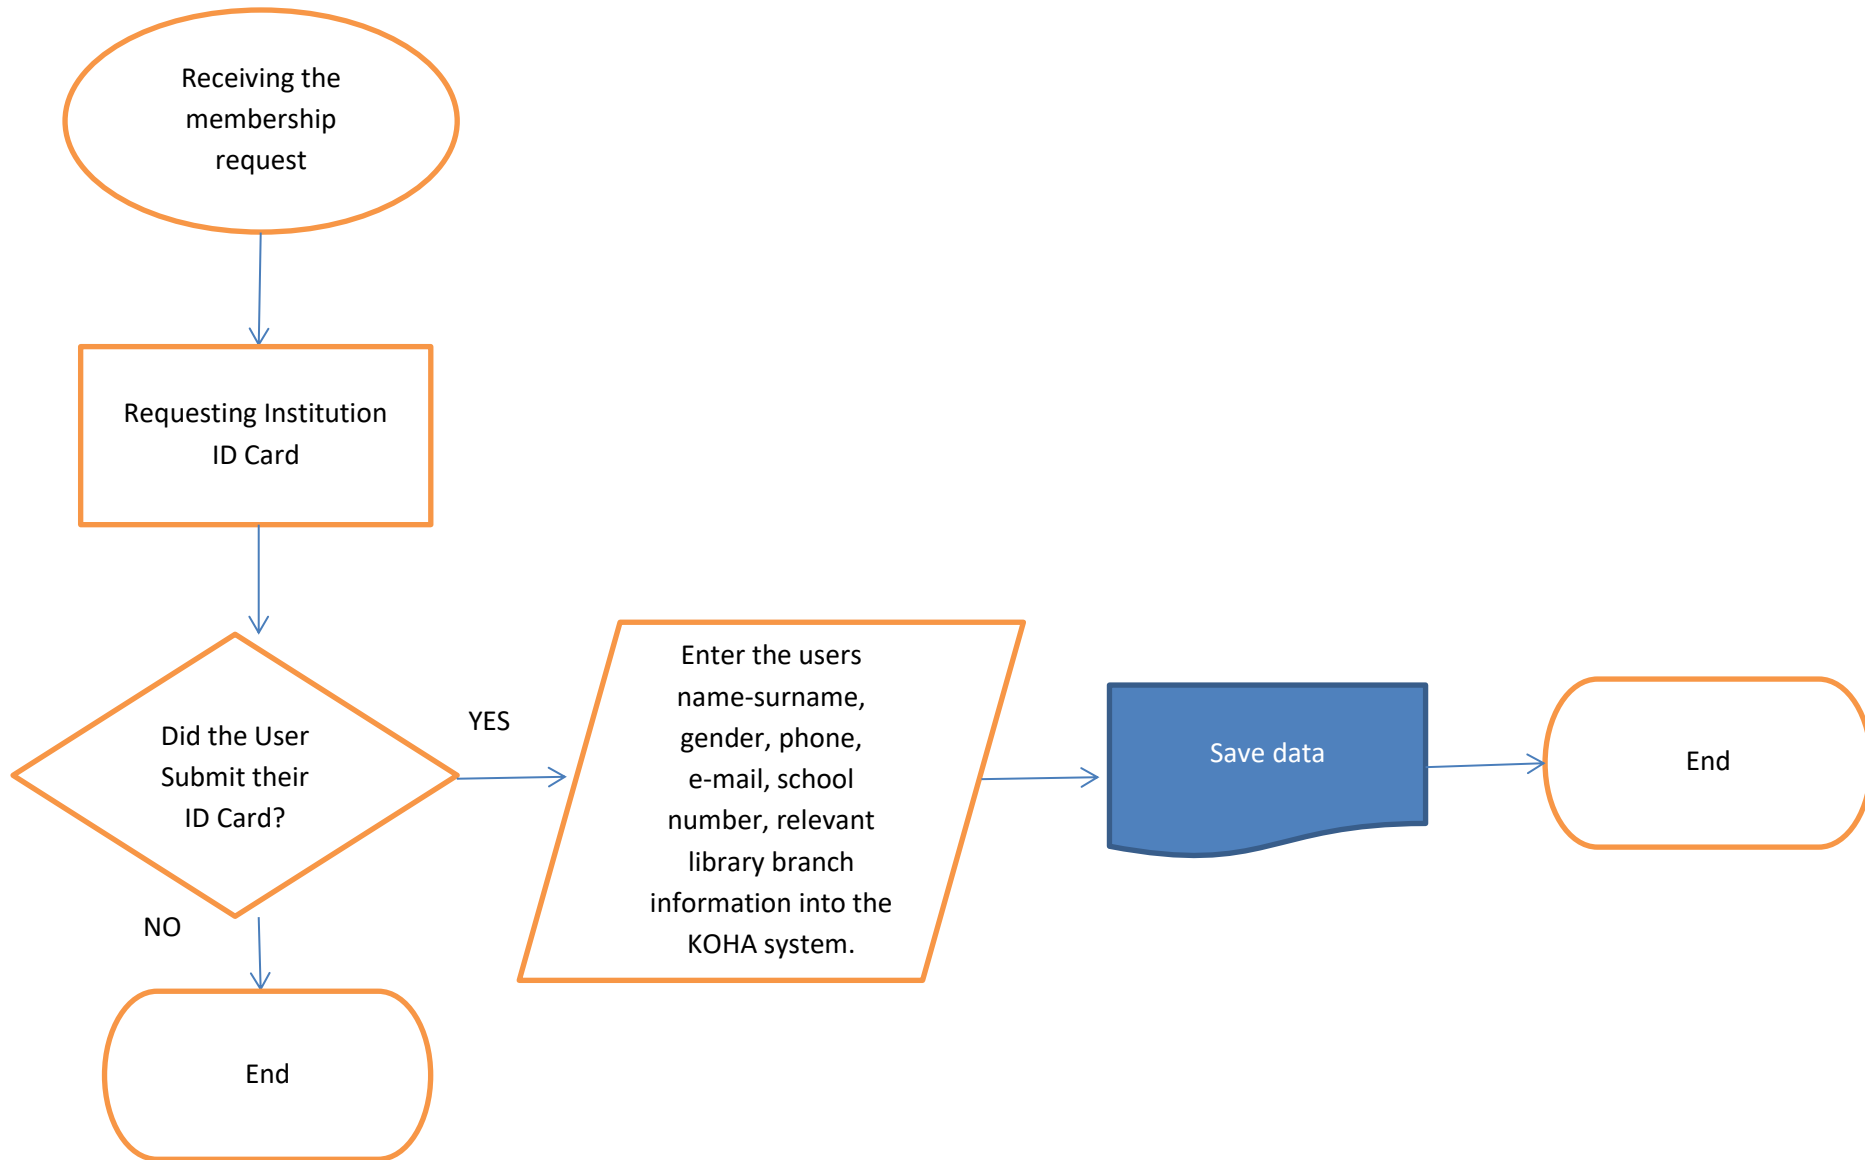 Receiving the
membership
request
Requesting Institution
ID Card
Did the User
Submit their
ID Card?
YES
NO
Enter the users
name-surname,
gender, phone,
e-mail, school
number, relevant
library branch
information into the
KOHA system.
Save data
End
End